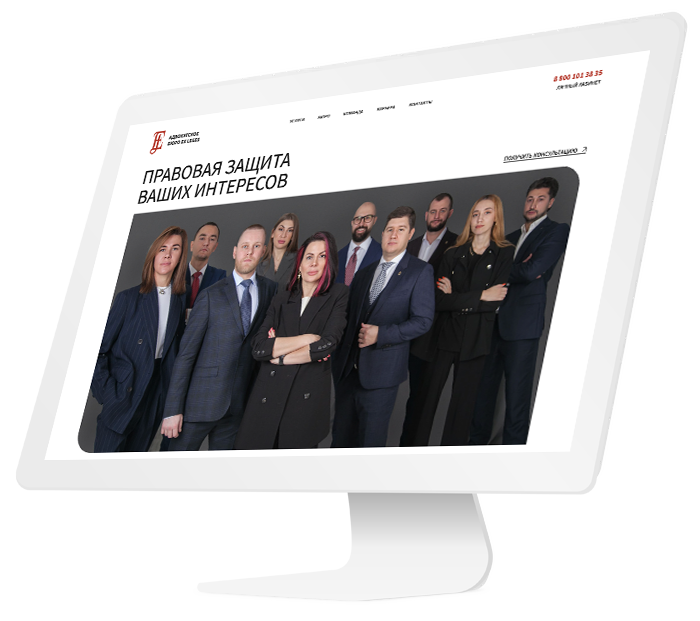 8 800 101 38 35
ЛИЧНЫЙ КАБИНЕТ
УСЛУГИ
КОМАНДА
КАРЬЕРА
КОНТАКТЫ
АДВОКАТСКОЕ
БЮРО EX LEGES
ПРАВОВАЯ ЗАЩИТА
ВАШИХ ИНТЕРЕСОВ
ПОЛУЧИТЬ КОНСУЛЬТАЦИЮ